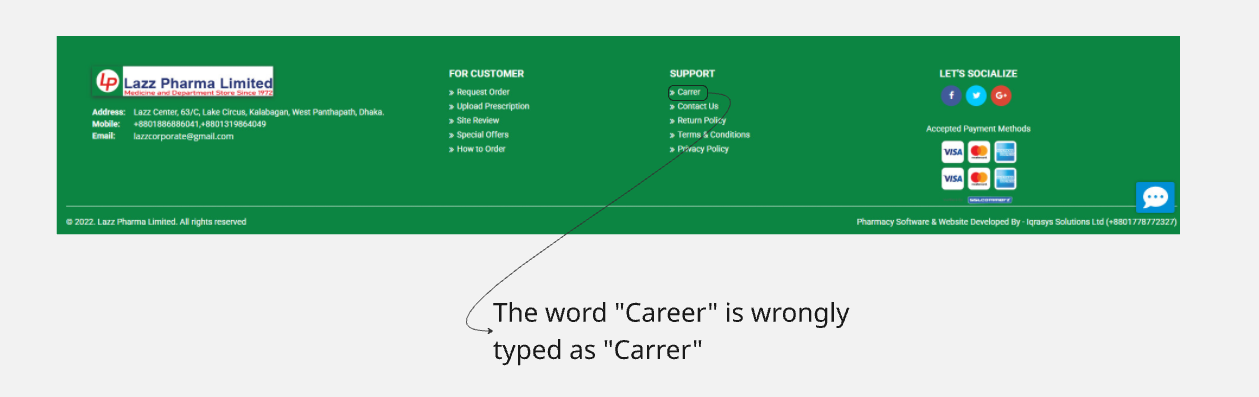 Lazz Pharma Limited
Medicine and Department Store Since 1972
Address: Lazz Center, 63/C, Lake Circus, Kalabagan, West Panthapath, Dhaka.
Mobile: +8801886886041,+8801319864049
Email: lazzcorporate@gmail.com
FOR CUSTOMER
» Request Order
» Upload Prescription
» Site Review
» Special Offers
» How to Order
SUPPORT
» Carrer
» Contact Us
» Return Policy
» Terms & Conditions
» Privacy Policy
LET'S SOCIALIZE
f
G+
Accepted Payment Methods
VISA
VISA
© 2022. Lazz Pharma Limited. All rights reserved
Pharmacy Software & Website Developed By - Iqrasys Solutions Ltd (+8801778772327)
The word "Career" is wrongly
typed as "Carrer"